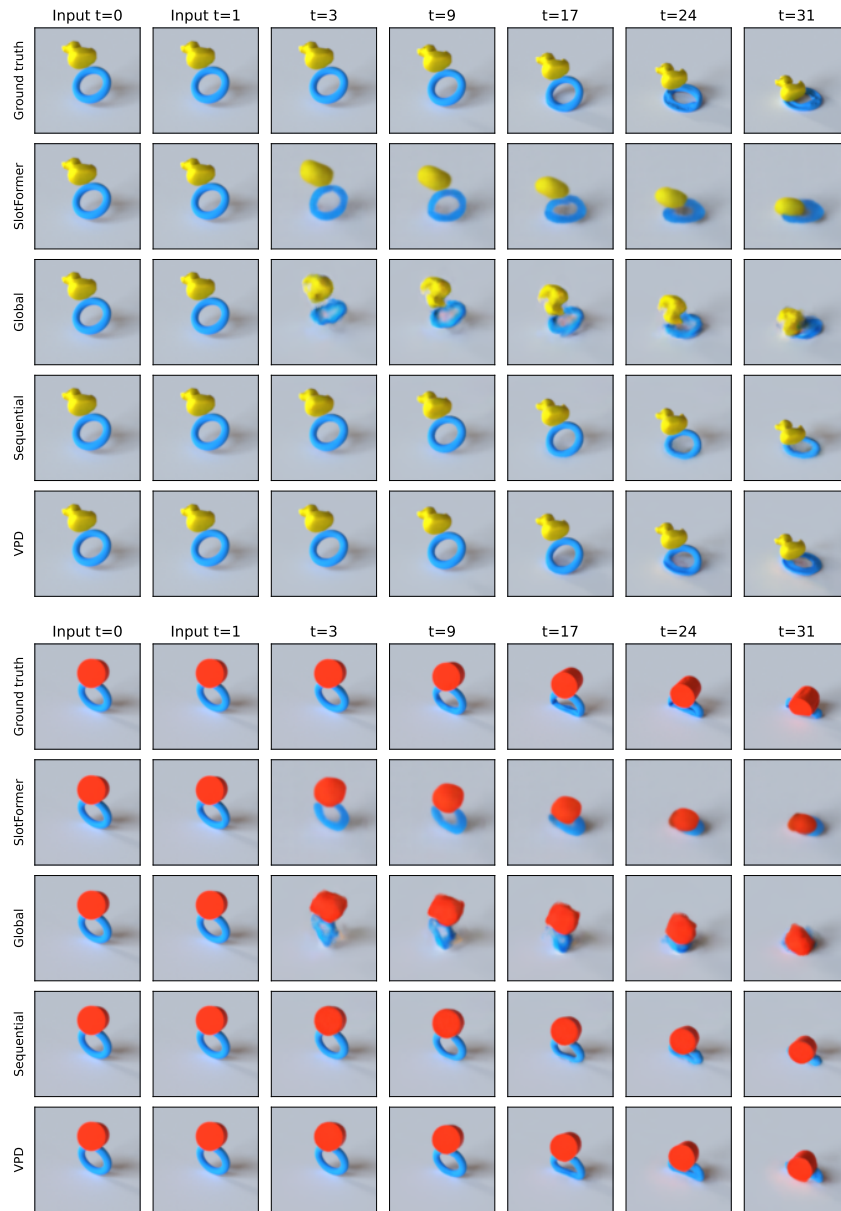 Input t=0 Input t=1 t=3 t=9 t=17 t=24 t=31
Ground truth
SlotFormer
Global
Sequential
VPD
Input t=0 Input t=1 t=3 t=9 t=17 t=24 t=31
Ground truth
SlotFormer
Global
Sequential
VPD